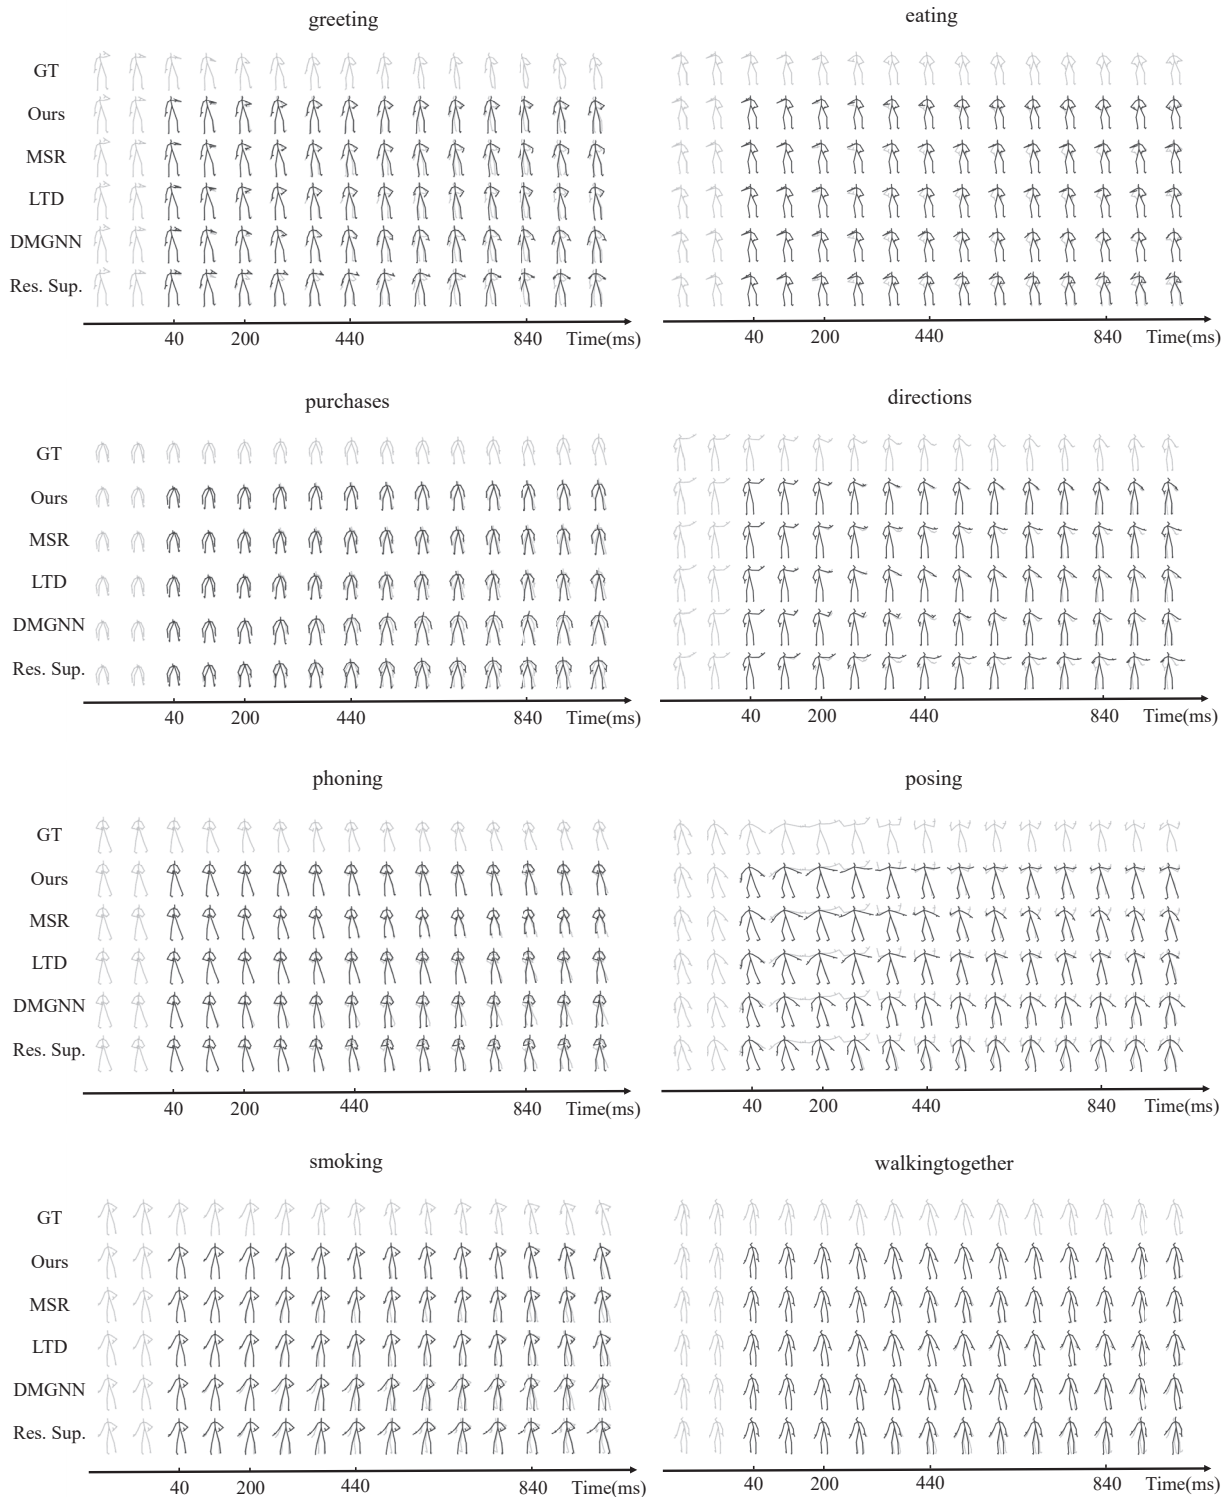 greeting
GT
Ours
MSR
LTD
DMGNN
Res. Sup.
40 200 440 840 Time(ms)
eating
40 200 440 840 Time(ms)
purchases
GT
Ours
MSR
LTD
DMGNN
Res. Sup.
40 200 440 840 Time(ms)
directions
40 200 440 840 Time(ms)
phoning
GT
Ours
MSR
LTD
DMGNN
Res. Sup.
40 200 440 840 Time(ms)
posing
40 200 440 840 Time(ms)
smoking
GT
Ours
MSR
LTD
DMGNN
Res. Sup.
40 200 440 840 Time(ms)
walkingtogether
40 200 440 840 Time(ms)